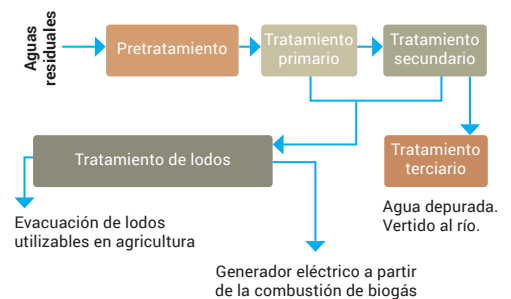 Aguas
residuales
Pretratamiento
Tratamiento
primario
Tratamiento
secundario
Tratamiento de lodos
Tratamiento
terciario
Evacuación de lodos
utilizables en agricultura
Agua depurada.
Vertido al río.
Generador eléctrico a partir
de la combustión de biogás